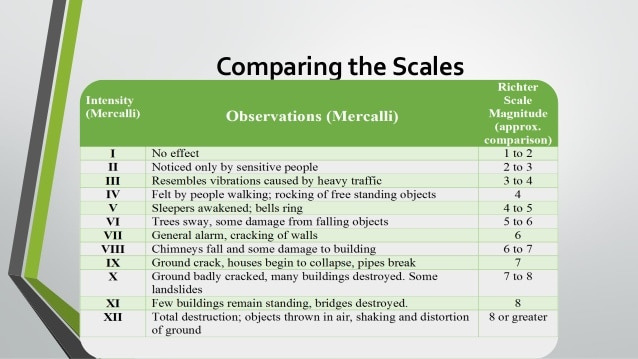 Comparing the Scales
Intensity
(Mercalli)
Observations (Mercalli)
Richter
Scale
Magnitude
(approx.
comparison)
I No effect 1 to 2
II Noticed only by sensitive people 2 to 3
III Resembles vibrations caused by heavy traffic 3 to 4
IV Felt by people walking; rocking of free standing objects 4
V Sleepers awakened; bells ring 4 to 5
VI Trees sway, some damage from falling objects 5 to 6
VII General alarm, cracking of walls 6
VIII Chimneys fall and some damage to building 6 to 7
IX Ground crack, houses begin to collapse, pipes break 7
X Ground badly cracked, many buildings destroyed. Some 7 to 8
landslides
XI Few buildings remain standing, bridges destroyed. 8
XII Total destruction; objects thrown in air, shaking and distortion 8 or greater
of ground